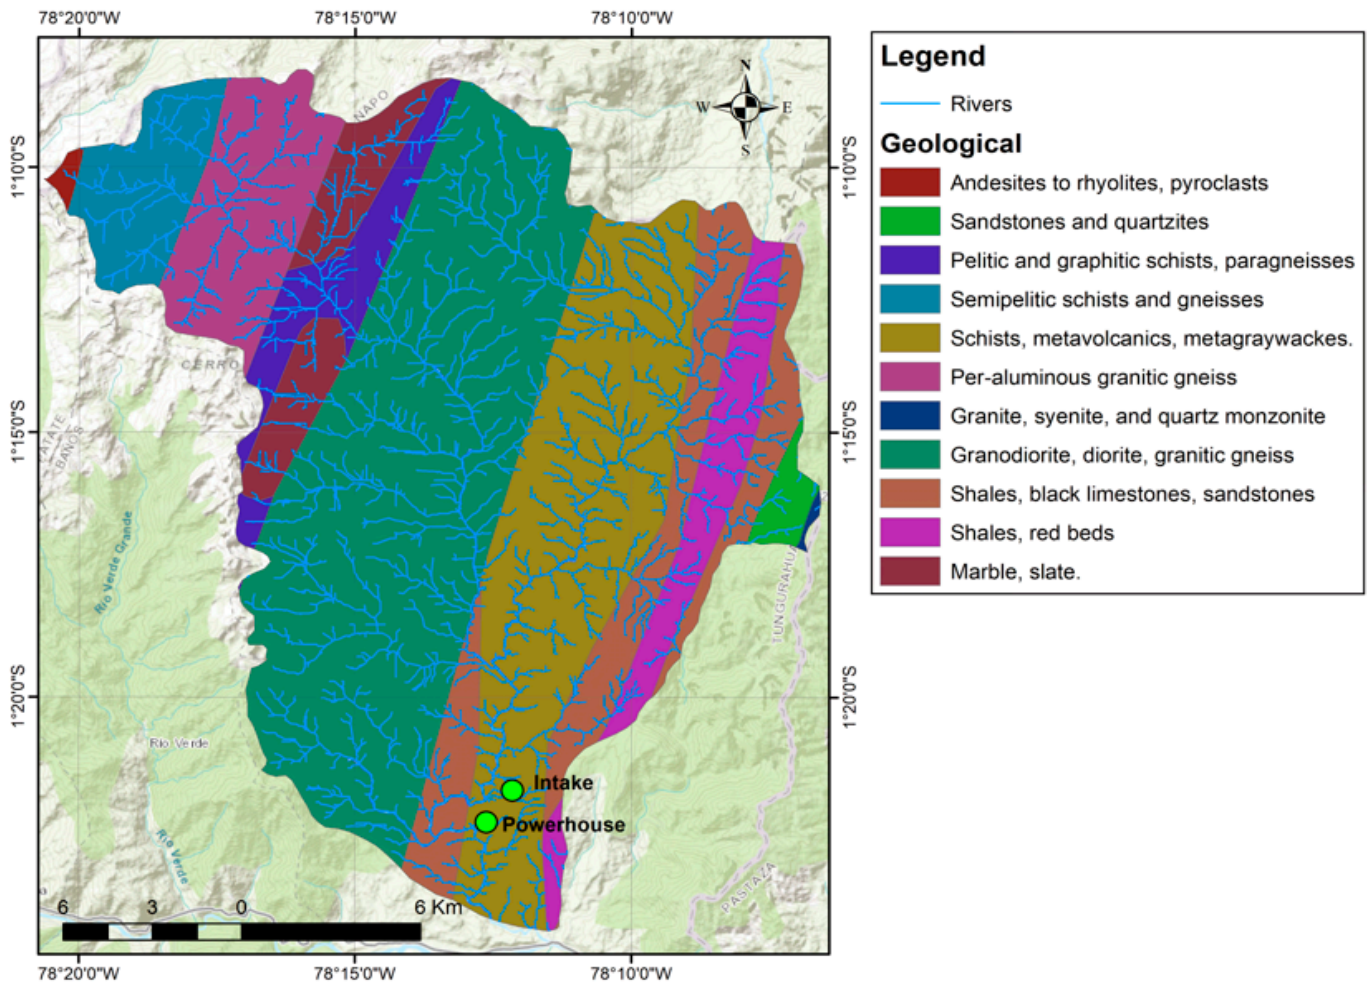 78°20'0"W 78°15'0"W 78°10'0"W
N
W E
S
NAPO
1°10'0"S 1°10'0"S
CERRO
PATATE
BAÑOS
1°15'0"S 1°15'0"S
Río Verde Grande
TUNGURAHUA
1°20'0"S 1°20'0"S
Río Verde
Intake
Powerhouse
Río Verde
PASTAZA
6 3 0 6 Km
78°20'0"W 78°15'0"W 78°10'0"W
Legend
Rivers
Geological
Andesites to rhyolites, pyroclasts
Sandstones and quartzites
Pelitic and graphitic schists, paragneisses
Semipelitic schists and gneisses
Schists, metavolcanics, metagraywackes.
Per-aluminous granitic gneiss
Granite, syenite, and quartz monzonite
Granodiorite, diorite, granitic gneiss
Shales, black limestones, sandstones
Shales, red beds
Marble, slate.